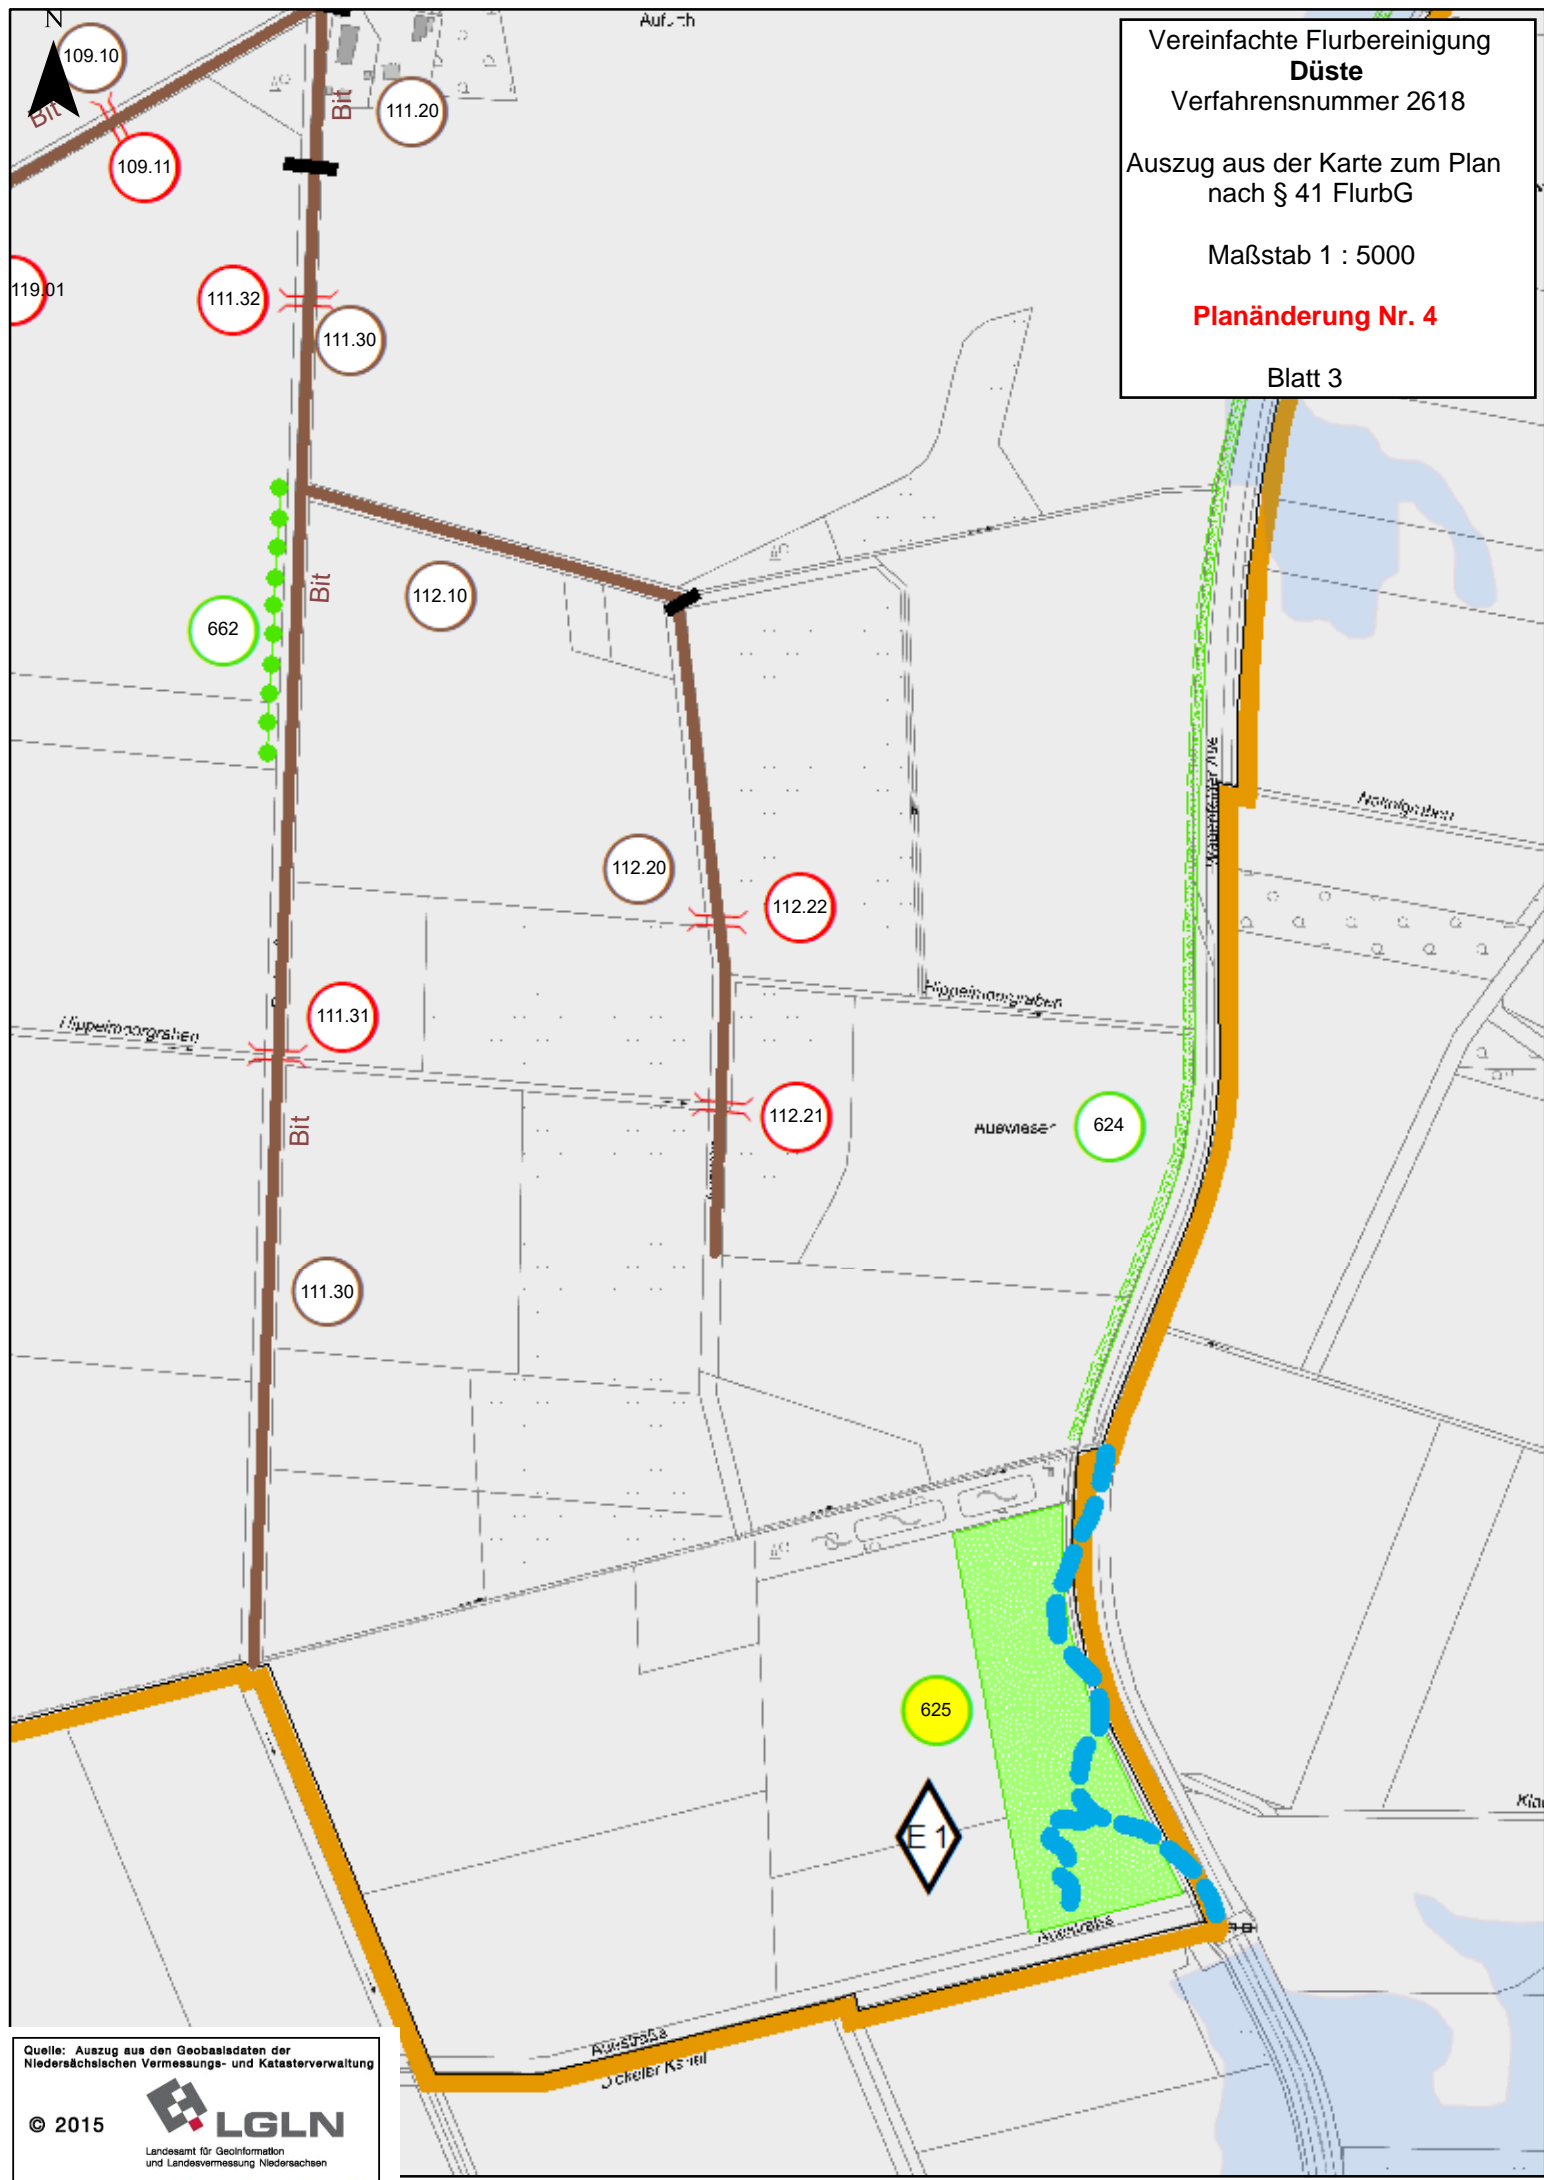 N
109.10
Bit
109.11
111.20
Bit
Vereinfachte Flurbereinigung
Düste
Verfahrensnummer 2618
Auszug aus der Karte zum Plan
nach § 41 FlurbG
Maßstab 1 : 5000
Planänderung Nr. 4
Blatt 3
119.01
111.32
111.30
Bit
112.10
662
112.20
112.22
111.31
Hippelmoorgraben
Hippelmoorgraben
112.21
Auewiesen
624
Bit
111.30
625
E 1
Auestraße
Auestraße
Quelle: Auszug aus den Geobasisdaten der
Niedersächsischen Vermessungs- und Katasterverwaltung
© 2015
LGLN
Landesamt für Geoinformation
und Landesvermessung Niedersachsen